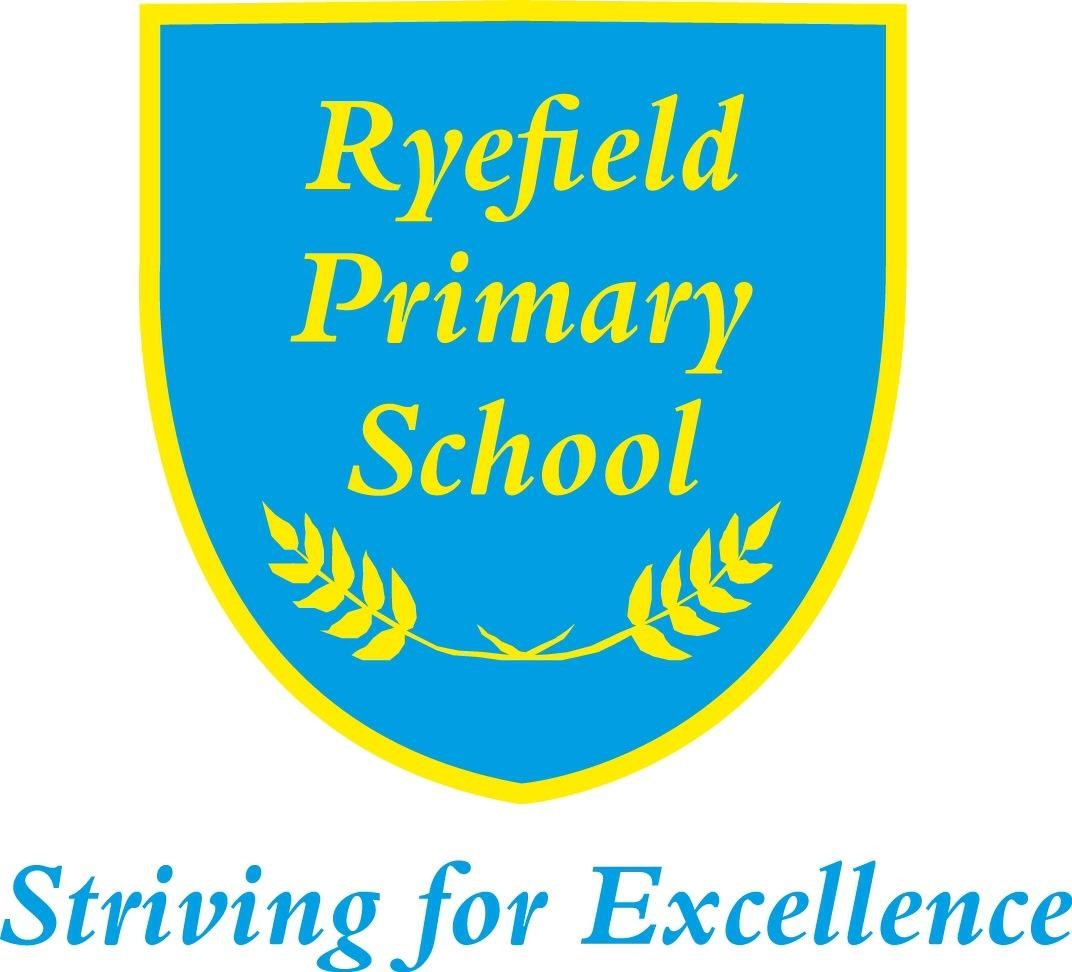 Ryefield
Primary
School
Striving for Excellence